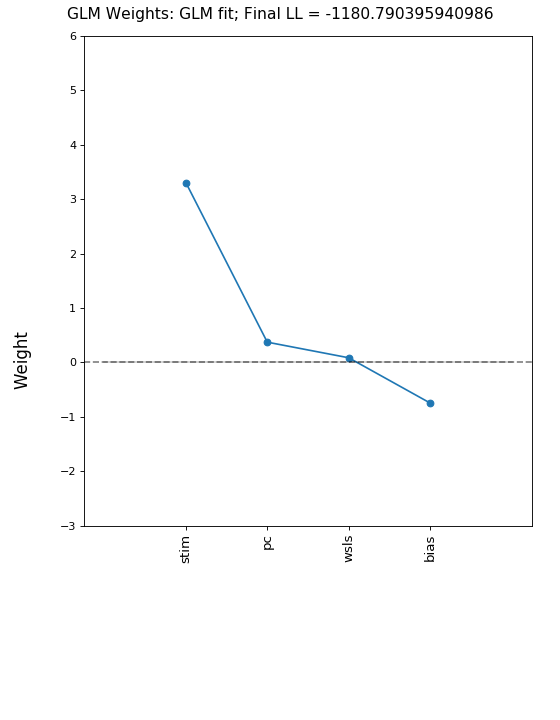 GLM Weights: GLM fit; Final LL = -1180.790395940986
6
5
4
3
2
1
0
−1
−2
−3
Weight
stim
pc
wsls
bias